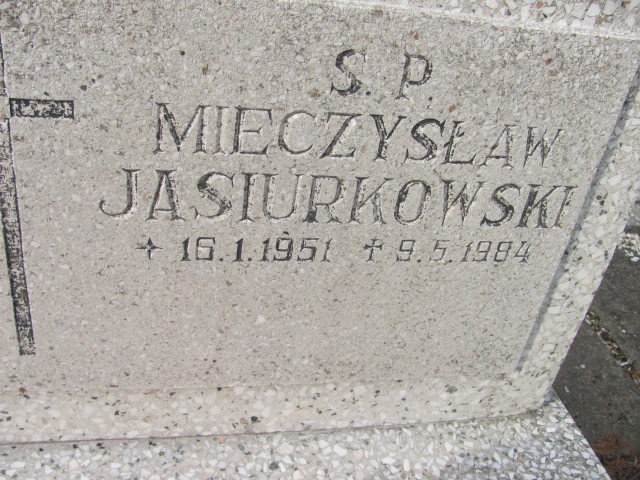 S. P.
MIECZYSŁAW
JASIURKOWSKI
+ 16.1.1951 † 9.5.1984